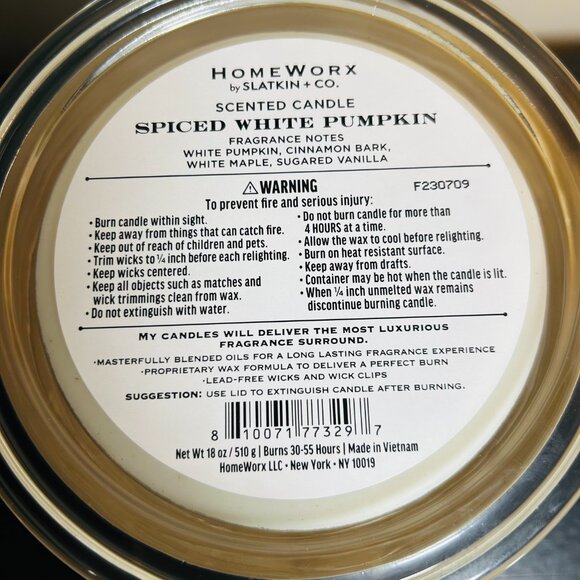 HOMEWORX
by SLATKIN + CO.
SCENTED CANDLE
SPICED WHITE PUMPKIN
FRAGRANCE NOTES
WHITE PUMPKIN, CINNAMON BARK,
WHITE MAPLE, SUGARED VANILLA
⚠WARNING F230709
To prevent fire and serious injury:
• Burn candle within sight.
• Keep away from things that can catch fire.
• Keep out of reach of children and pets.
• Trim wicks to ¼ inch before each relighting.
• Keep wicks centered.
• Keep all objects such as matches and
wick trimmings clean from wax.
• Do not extinguish with water.
• Do not burn candle for more than
4 HOURS at a time.
• Allow the wax to cool before relighting.
• Burn on heat resistant surface.
• Keep away from drafts.
• Container may be hot when the candle is lit.
• When ¼ inch unmelted wax remains
discontinue burning candle.
MY CANDLES WILL DELIVER THE MOST LUXURIOUS
FRAGRANCE SURROUND.
•MASTERFULLY BLENDED OILS FOR A LONG LASTING FRAGRANCE EXPERIENCE
•PROPRIETARY WAX FORMULA TO DELIVER A PERFECT BURN
•LEAD-FREE WICKS AND WICK CLIPS
SUGGESTION: USE LID TO EXTINGUISH CANDLE AFTER BURNING.
8 10071 77329 7
Net Wt 18 oz / 510 g | Burns 30-55 Hours | Made in Vietnam
HomeWorx LLC • New York • NY 10019